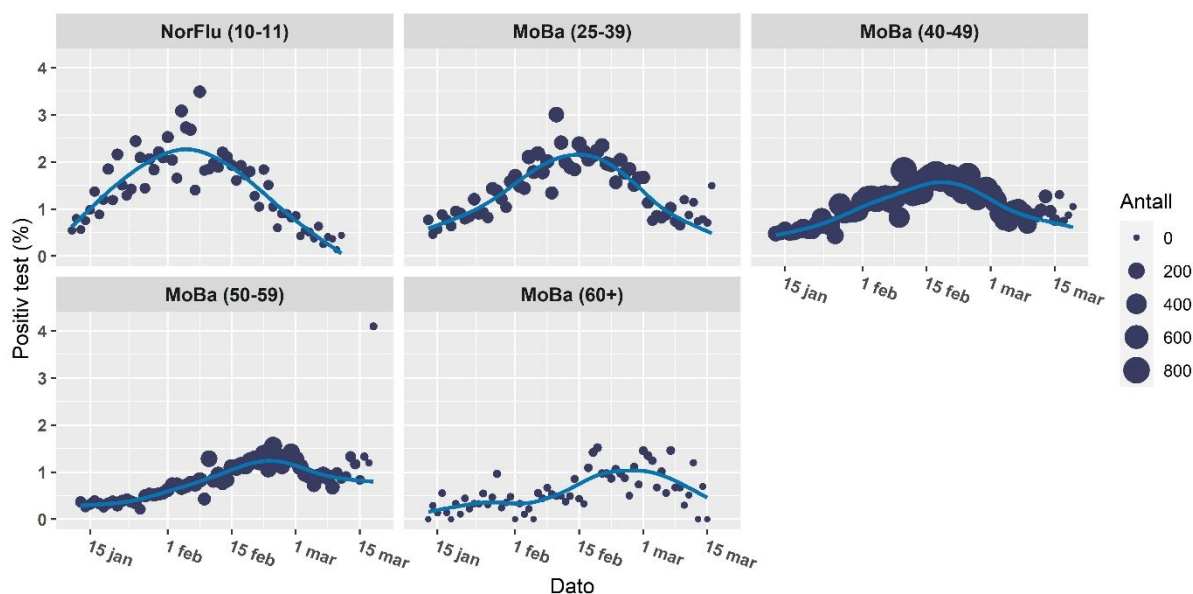 NorFlu (10-11)
MoBa (25-39)
MoBa (40-49)
4
3
2
1
0
15 jan
1 feb
15 feb
1 mar
15 mar
MoBa (50-59)
MoBa (60+)
4
3
2
1
0
15 jan
1 feb
15 feb
1 mar
15 mar
15 jan
1 feb
15 feb
1 mar
15 mar
Positiv test (%)
Dato
Antall
0
200
400
600
800